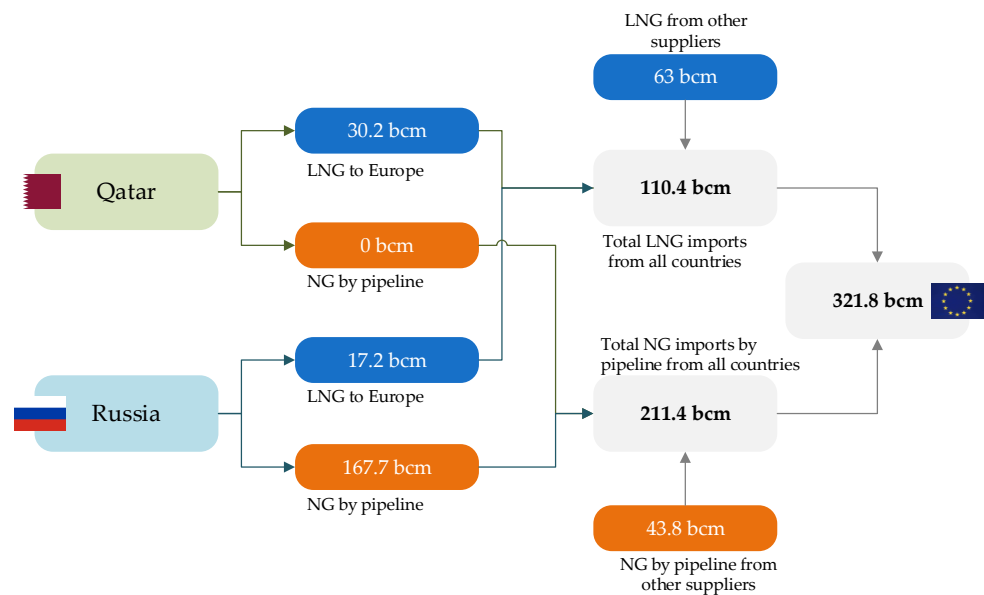 LNG from other
suppliers
63 bcm
30.2 bcm
LNG to Europe
Qatar
110.4 bcm
Total LNG imports
from all countries
0 bcm
NG by pipeline
321.8 bcm
17.2 bcm
LNG to Europe
Total NG imports by
pipeline from all countries
Russia
211.4 bcm
167.7 bcm
NG by pipeline
43.8 bcm
NG by pipeline from
other suppliers